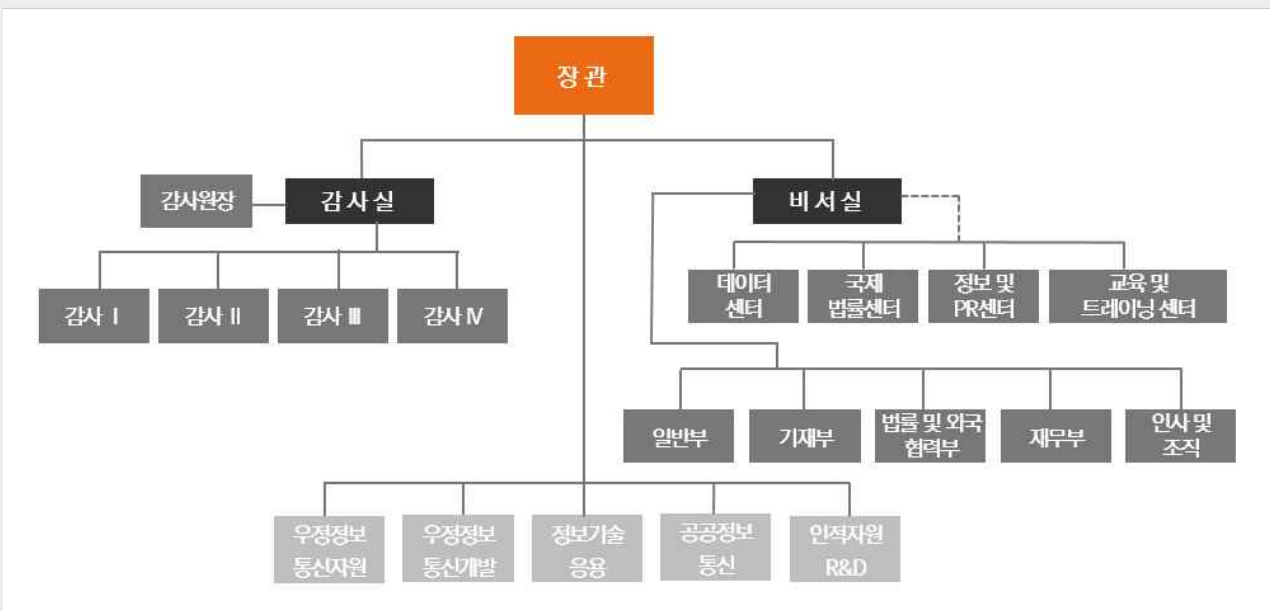 장관
감사원장
감사실
비서실
데이터
센터
국제
법률센터
정보 및
PR센터
교육 및
트레이닝 센터
감사 Ⅰ
감사 Ⅱ
감사 Ⅲ
감사 Ⅳ
일반부
기재부
법률 및 외국
협력부
재무부
인사 및
조직
우정정보
통신자원
우정정보
통신개발
정보기술
응용
공공정보
통신
인적자원
R&D